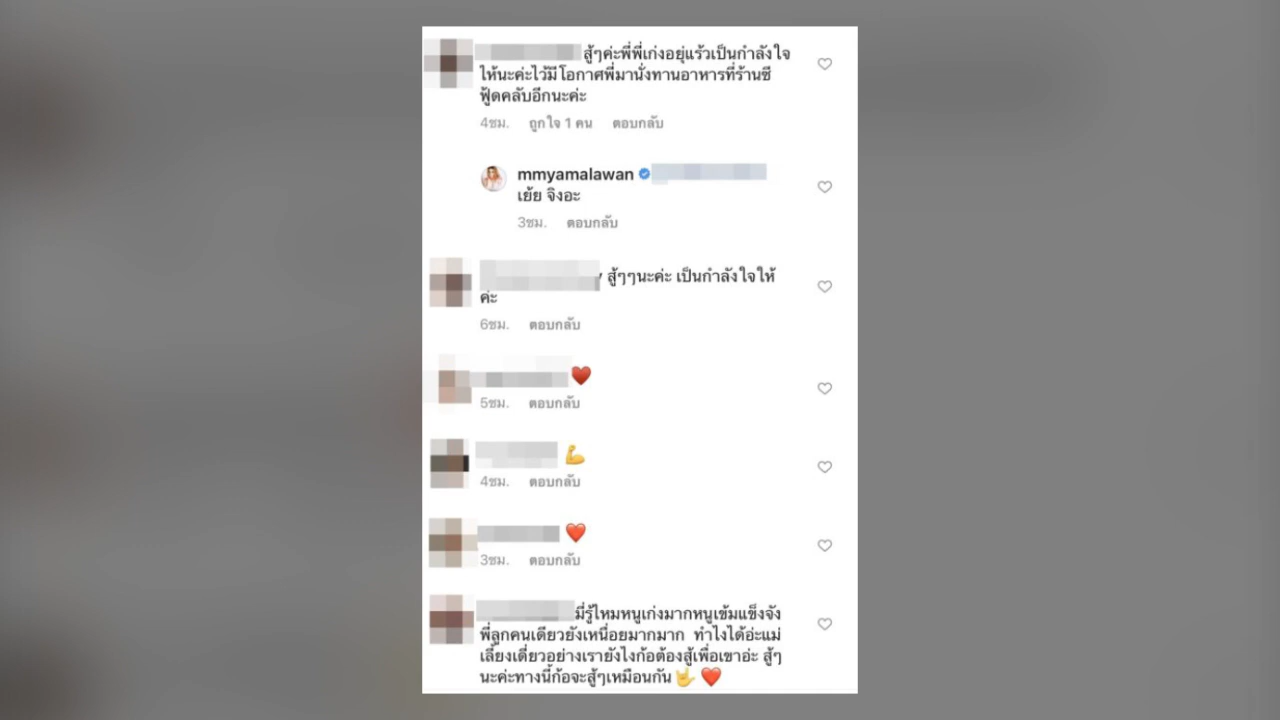 สู้ๆค่ะพี่พี่เก่งอยุ่แร้วเป็นกำลังใจ
ให้นะค่ะไว้มีโอกาศพี่มานั่งทานอาหารที่ร้านซี
ฟู้ดคลับอีกนะค่ะ
4ชม. ถูกใจ 1 คน ตอบกลับ
mmyamalawan
เย้ย จิงอะ
3ชม. ตอบกลับ
สู้ๆๆนะค่ะ เป็นกำลังใจให้
ค่ะ
6ชม. ตอบกลับ
♥️
5ชม. ตอบกลับ
💪
4ชม. ตอบกลับ
❤️
3ชม. ตอบกลับ
มี่รู้ไหมหนูเก่งมากหนูเข้มแข็งจัง
พี่ลูกคนเดียวยังเหนื่อยมากมาก ทำไงได้อ่ะแม่
เลี้ยงเดี่ยวอย่างเรายังไงก้อต้องสู้เพื่อเขาอ่ะ สู้ๆ
นะค่ะทางนี้ก้อจะสู้ๆเหมือนกัน🤟❤️